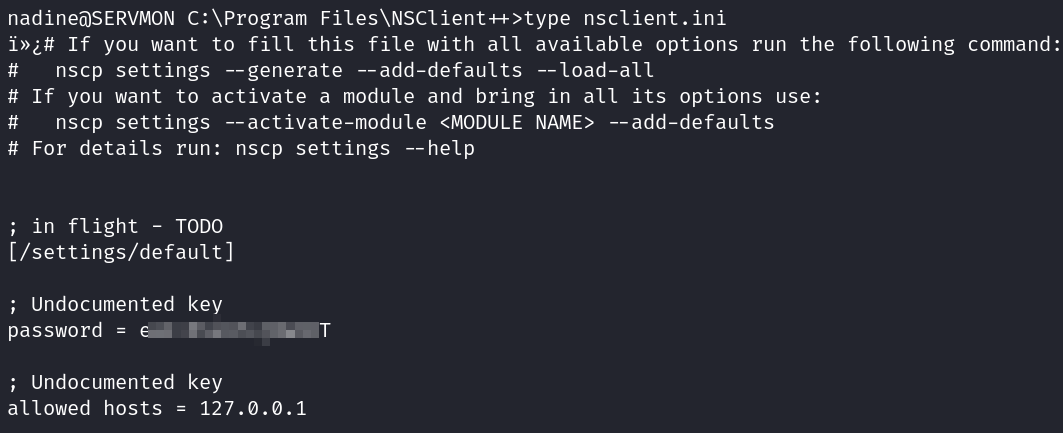 nadine@SERVMON C:\Program Files\NSClient++>type nsclient.ini
ï»¿# If you want to fill this file with all available options run the following command:
#   nscp settings --generate --add-defaults --load-all
# If you want to activate a module and bring in all its options use:
#   nscp settings --activate-module <MODULE NAME> --add-defaults
# For details run: nscp settings --help
; in flight - TODO
[/settings/default]
; Undocumented key
password =
; Undocumented key
allowed hosts = 127.0.0.1